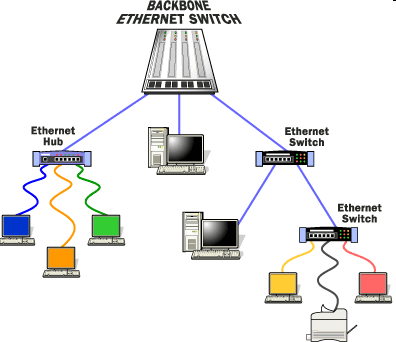 BACKBONE
ETHERNET SWITCH
Ethernet
Hub
Ethernet
Switch
Ethernet
Switch